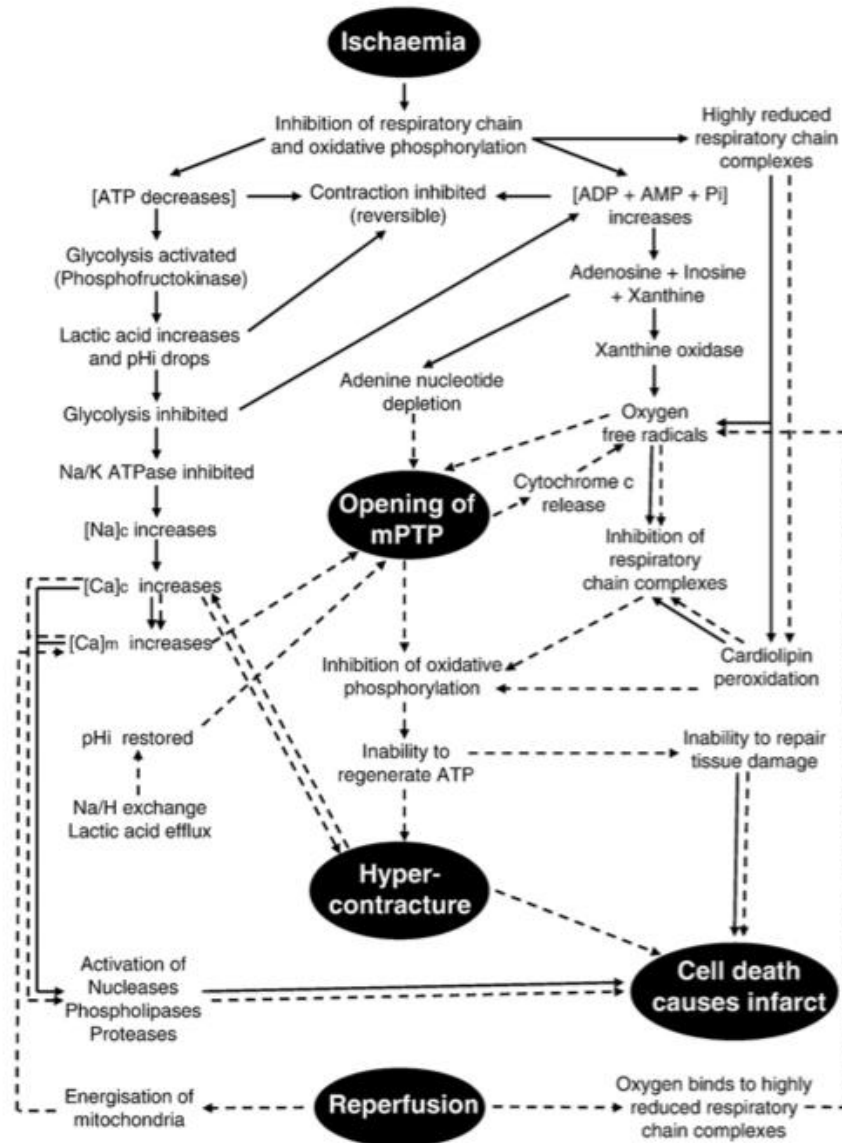 Ischaemia
Inhibition of respiratory chain
and oxidative phosphorylation
Highly reduced
respiratory chain
complexes
[ATP decreases]
Contraction inhibited
(reversible)
[ADP + AMP + Pi]
increases
Glycolysis activated
(Phosphofructokinase)
Adenosine + Inosine
+ Xanthine
Lactic acid increases
and pHi drops
Xanthine oxidase
Adenine nucleotide
depletion
Glycolysis inhibited
Oxygen
free radicals
Na/K ATPase inhibited
Opening of
mPTP
Cytochrome c
release
[Na]c increases
Inhibition of
respiratory
chain complexes
[Ca]c increases
[Ca]m increases
Inhibition of oxidative
phosphorylation
Cardiolipin
peroxidation
pHi restored
Inability to
regenerate ATP
Inability to repair
tissue damage
Na/H exchange
Lactic acid efflux
Hyper-
contracture
Activation of
Nucleases
Phospholipases
Proteases
Cell death
causes infarct
Energisation of
mitochondria
Reperfusion
Oxygen binds to highly
reduced respiratory
chain complexes